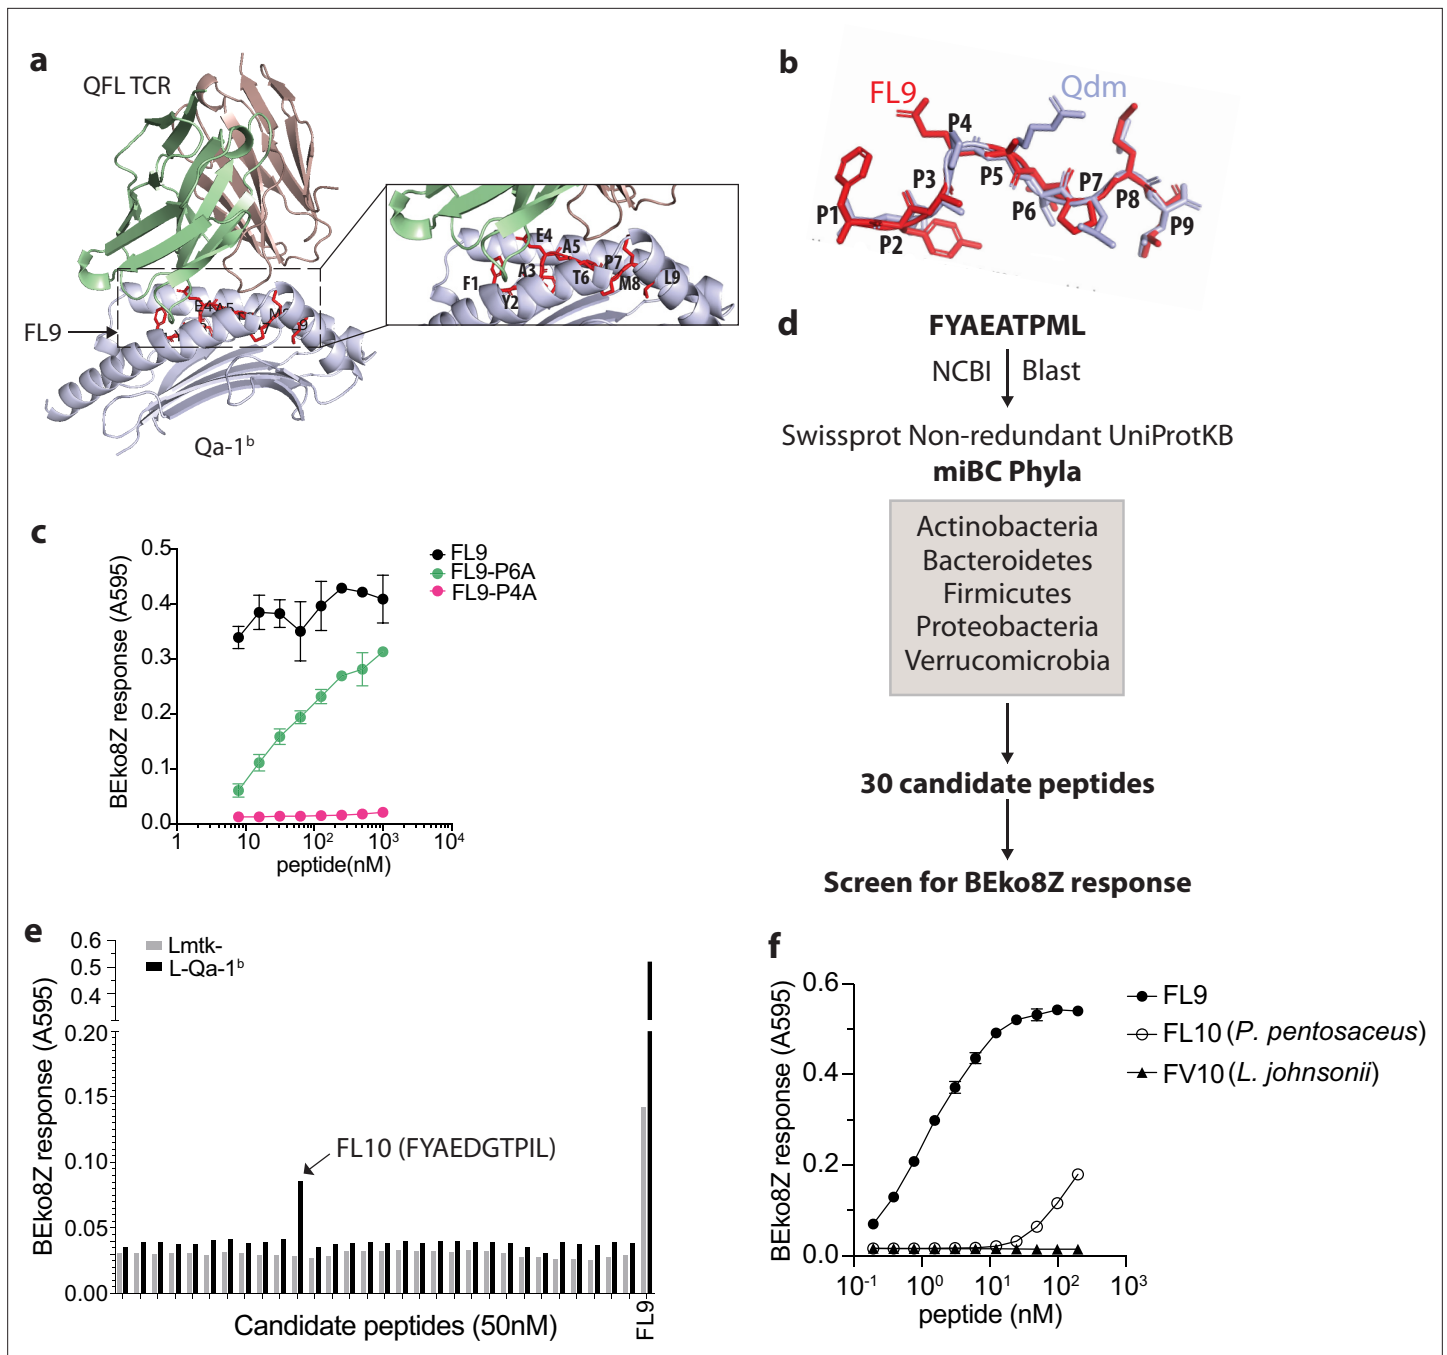 a
QFL TCR
FL9
Qa-1ᵇ
E4
A5
P7
A3
T6
F1
Y2
M8
L9
b
FL9
Qdm
P4
P3
P5
P7
P1
P6
P8
P2
P9
c
0.5
0.4
0.3
0.2
0.1
0.0
BEko8Z response (A595)
1
10
10²
10³
10⁴
peptide(nM)
FL9
FL9-P6A
FL9-P4A
d
FYAEATPML
NCBI Blast
Swissprot Non-redundant UniProtKB
miBC Phyla
Actinobacteria
Bacteroidetes
Firmicutes
Proteobacteria
Verrucomicrobia
30 candidate peptides
Screen for BEko8Z response
e
0.6
0.5
0.4
0.20
0.15
0.10
0.05
0.00
BEko8Z response (A595)
Lmtk-
L-Qa-1ᵇ
FL10 (FYAEDGTPIL)
Candidate peptides (50nM)
FL9
f
0.6
0.4
0.2
0.0
BEko8Z response (A595)
10⁻¹
10⁰
10¹
10²
10³
peptide (nM)
FL9
FL10 (P. pentosaceus)
FV10 (L. johnsonii)